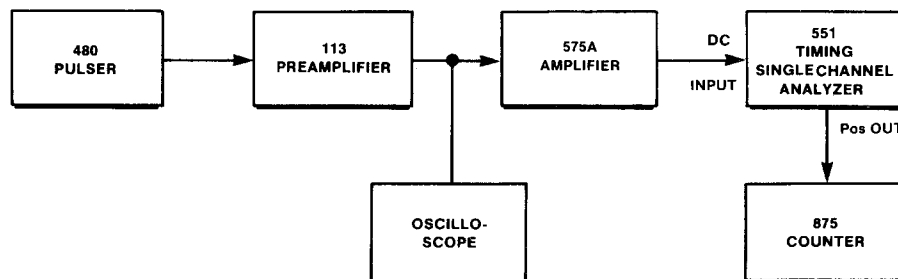 480
PULSER
113
PREAMPLIFIER
575A
AMPLIFIER
DC
INPUT
551
TIMING
SINGLE CHANNEL
ANALYZER
Pos OUT
OSCILLO-
SCOPE
875
COUNTER